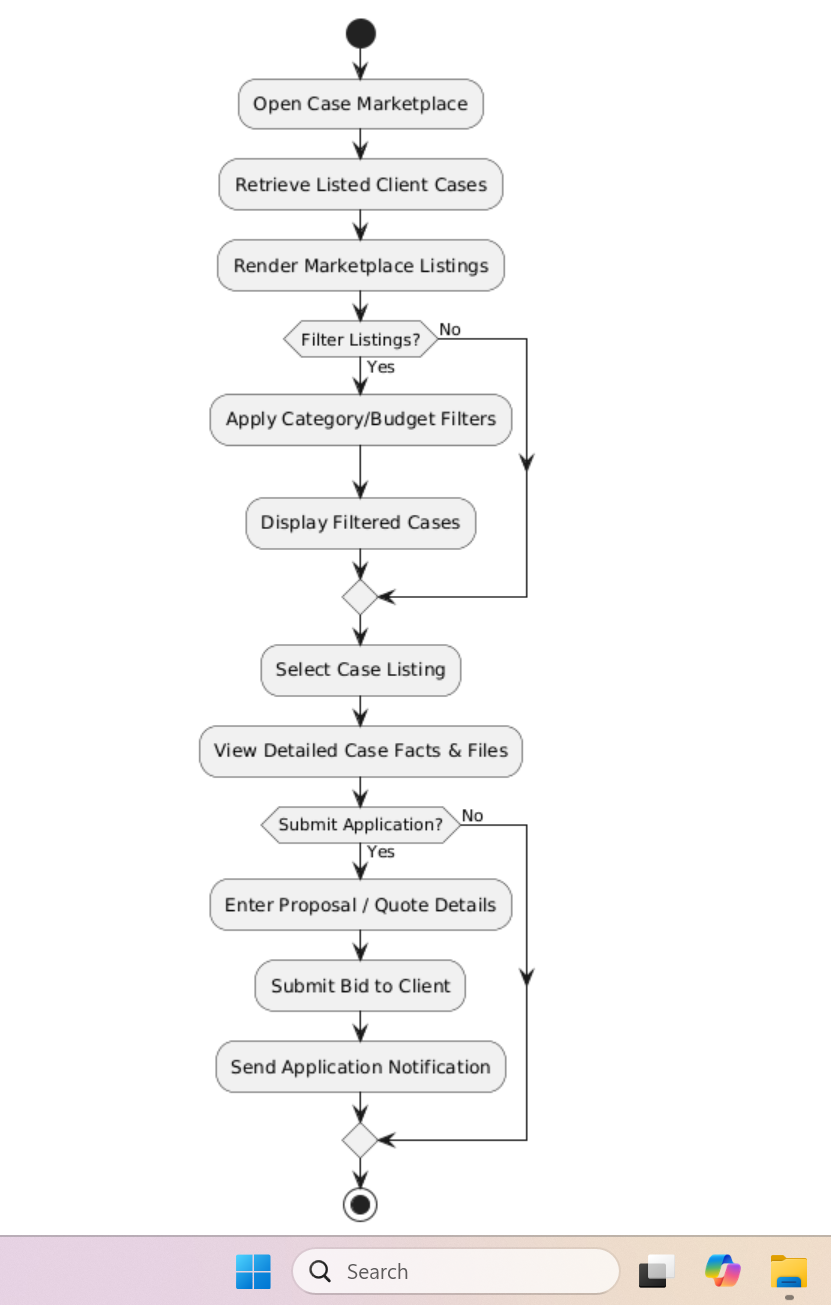 Open Case Marketplace
Retrieve Listed Client Cases
Render Marketplace Listings
Filter Listings?
No
Yes
Apply Category/Budget Filters
Display Filtered Cases
Select Case Listing
View Detailed Case Facts & Files
Submit Application?
No
Yes
Enter Proposal / Quote Details
Submit Bid to Client
Send Application Notification
Search